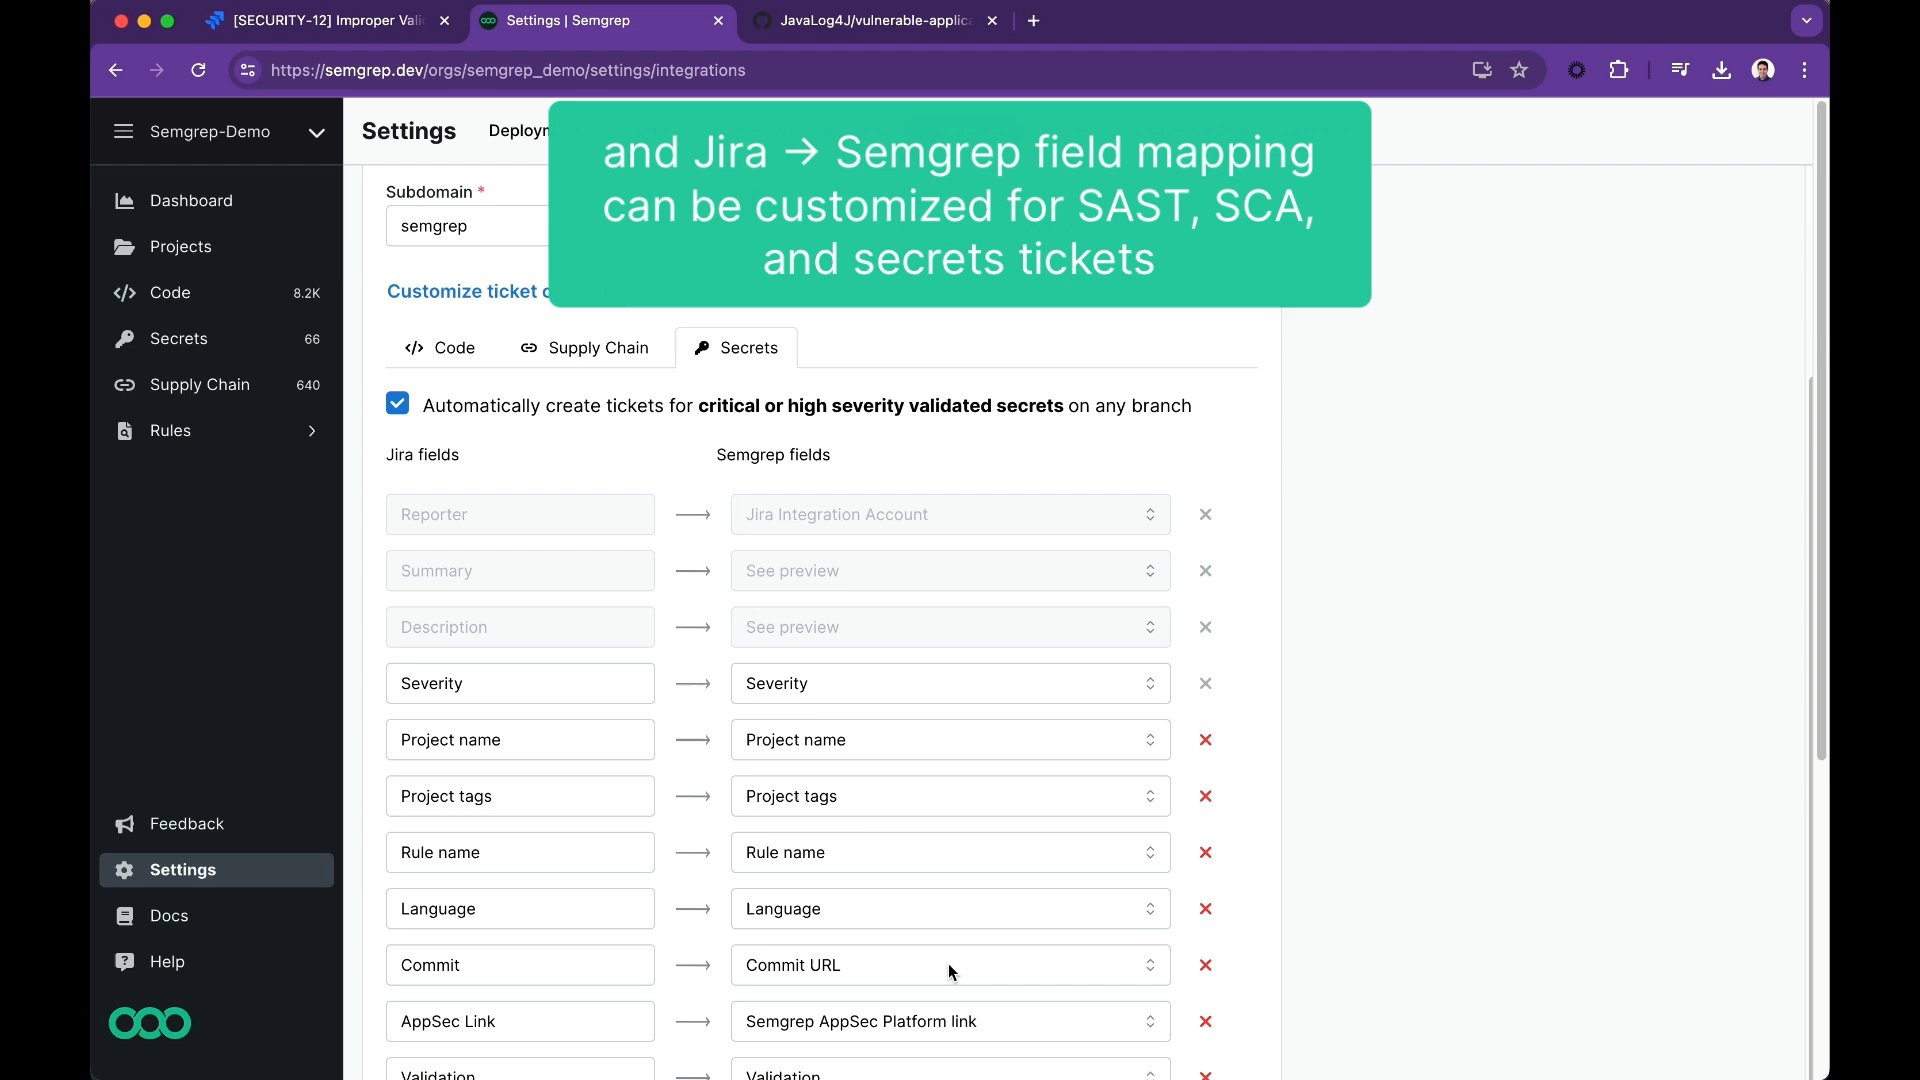 [SECURITY-12] Improper Vali
Settings | Semgrep
JavaLog4J/vulnerable-applic
https://semgrep.dev/orgs/semgrep_demo/settings/integrations
Semgrep-Demo
Dashboard
Projects
Code 8.2K
Secrets 66
Supply Chain 640
Rules
Feedback
Settings
Docs
Help
Settings
Deployn
and Jira → Semgrep field mapping
can be customized for SAST, SCA,
and secrets tickets
Subdomain *
semgrep
Customize ticket
Code
Supply Chain
Secrets
Automatically create tickets for critical or high severity validated secrets on any branch
Jira fields Semgrep fields
Reporter → Jira Integration Account
Summary → See preview
Description → See preview
Severity → Severity
Project name → Project name
Project tags → Project tags
Rule name → Rule name
Language → Language
Commit → Commit URL
AppSec Link → Semgrep AppSec Platform link
Validation → Validation